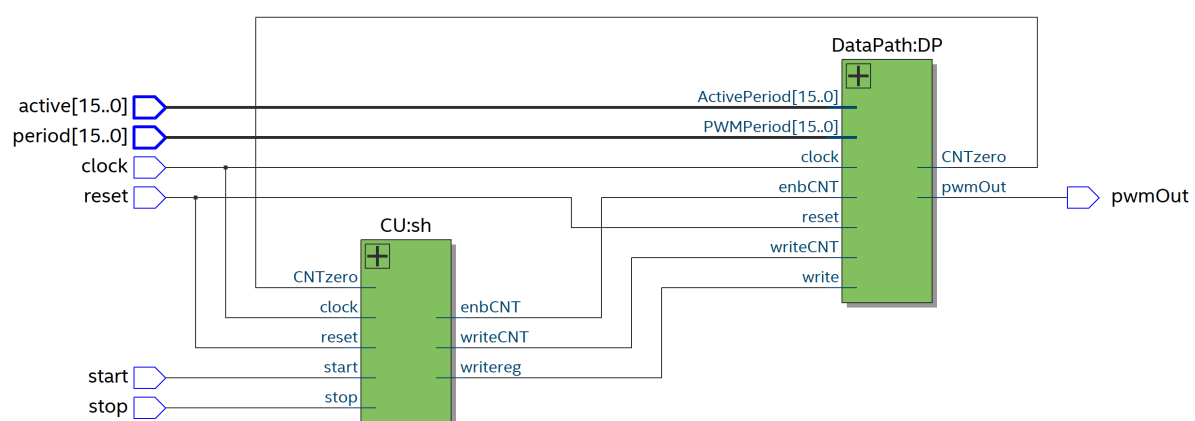 DataPath:DP
active[15..0]
ActivePeriod[15..0]
period[15..0]
PWMPeriod[15..0]
clock
clock
CNTzero
reset
enbCNT
pwmOut
pwmOut
reset
CU:sh
writeCNT
CNTzero
write
clock
enbCNT
reset
writeCNT
start
start
writereg
stop
stop